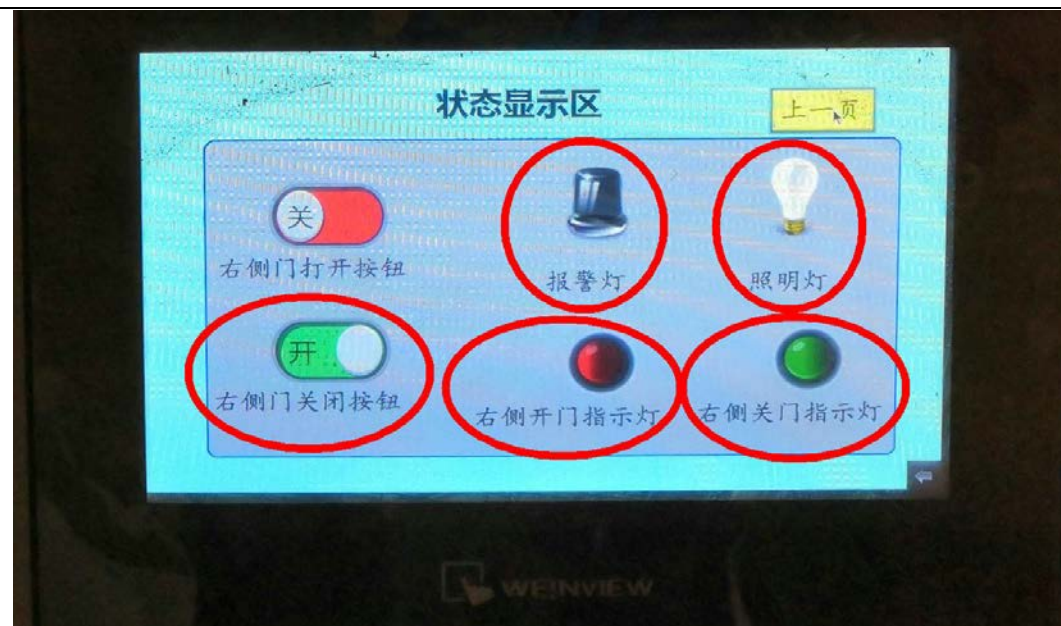 状态显示区
上一页
关
右侧门打开按钮
报警灯
照明灯
开
右侧门关闭按钮
右侧开门指示灯
右侧关门指示灯
WEINVIEW